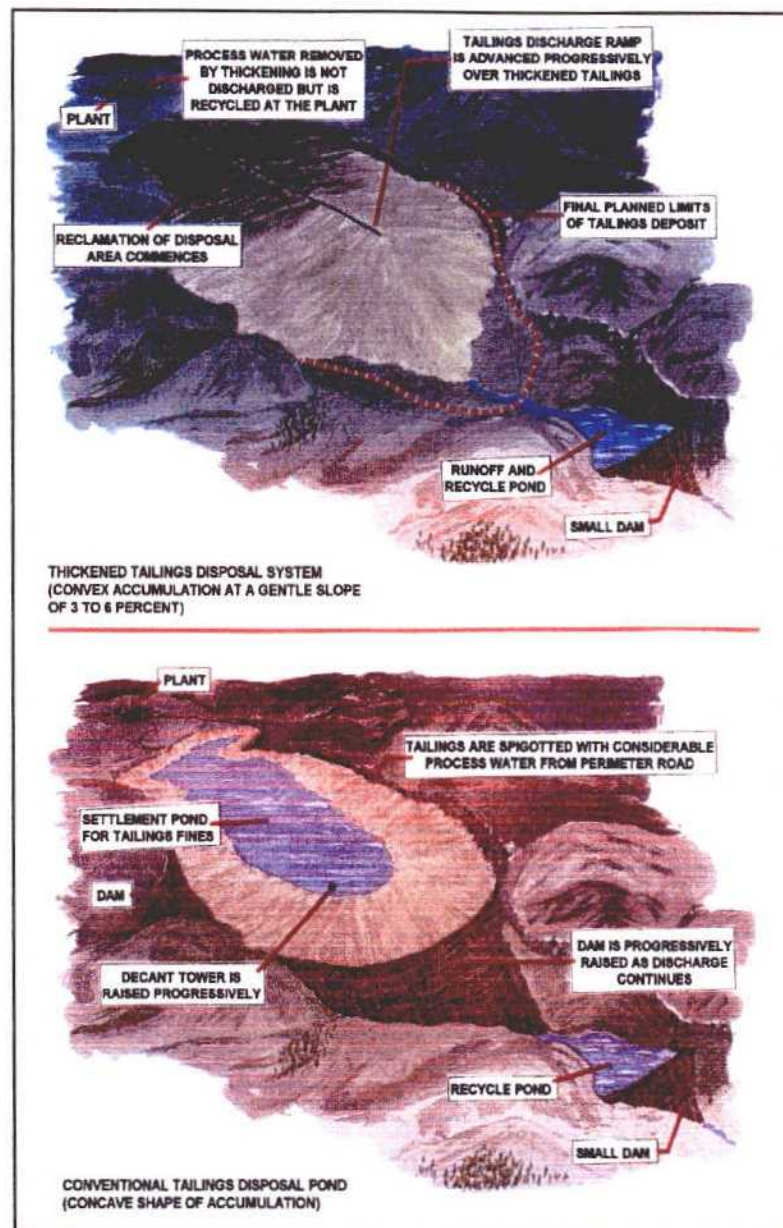 PROCESS WATER REMOVED
BY THICKENING IS NOT
DISCHARGED BUT IS
RECYCLED AT THE PLANT
TAILINGS DISCHARGE RAMP
IS ADVANCED PROGRESSIVELY
OVER THICKENED TAILINGS
PLANT
FINAL PLANNED LIMITS
OF TAILINGS DEPOSIT
RECLAMATION OF DISPOSAL
AREA COMMENCES
RUNOFF AND
RECYCLE POND
SMALL DAM
THICKENED TAILINGS DISPOSAL SYSTEM
(CONVEX ACCUMULATION AT A GENTLE SLOPE
OF 3 TO 6 PERCENT)
PLANT
TAILINGS ARE SPIGOTTED WITH CONSIDERABLE
PROCESS WATER FROM PERIMETER ROAD
SETTLEMENT POND
FOR TAILINGS FINES
DAM
DAM IS PROGRESSIVELY
RAISED AS DISCHARGE
CONTINUES
DECANT TOWER IS
RAISED PROGRESSIVELY
RECYCLE POND
SMALL DAM
CONVENTIONAL TAILINGS DISPOSAL POND
(CONCAVE SHAPE OF ACCUMULATION)